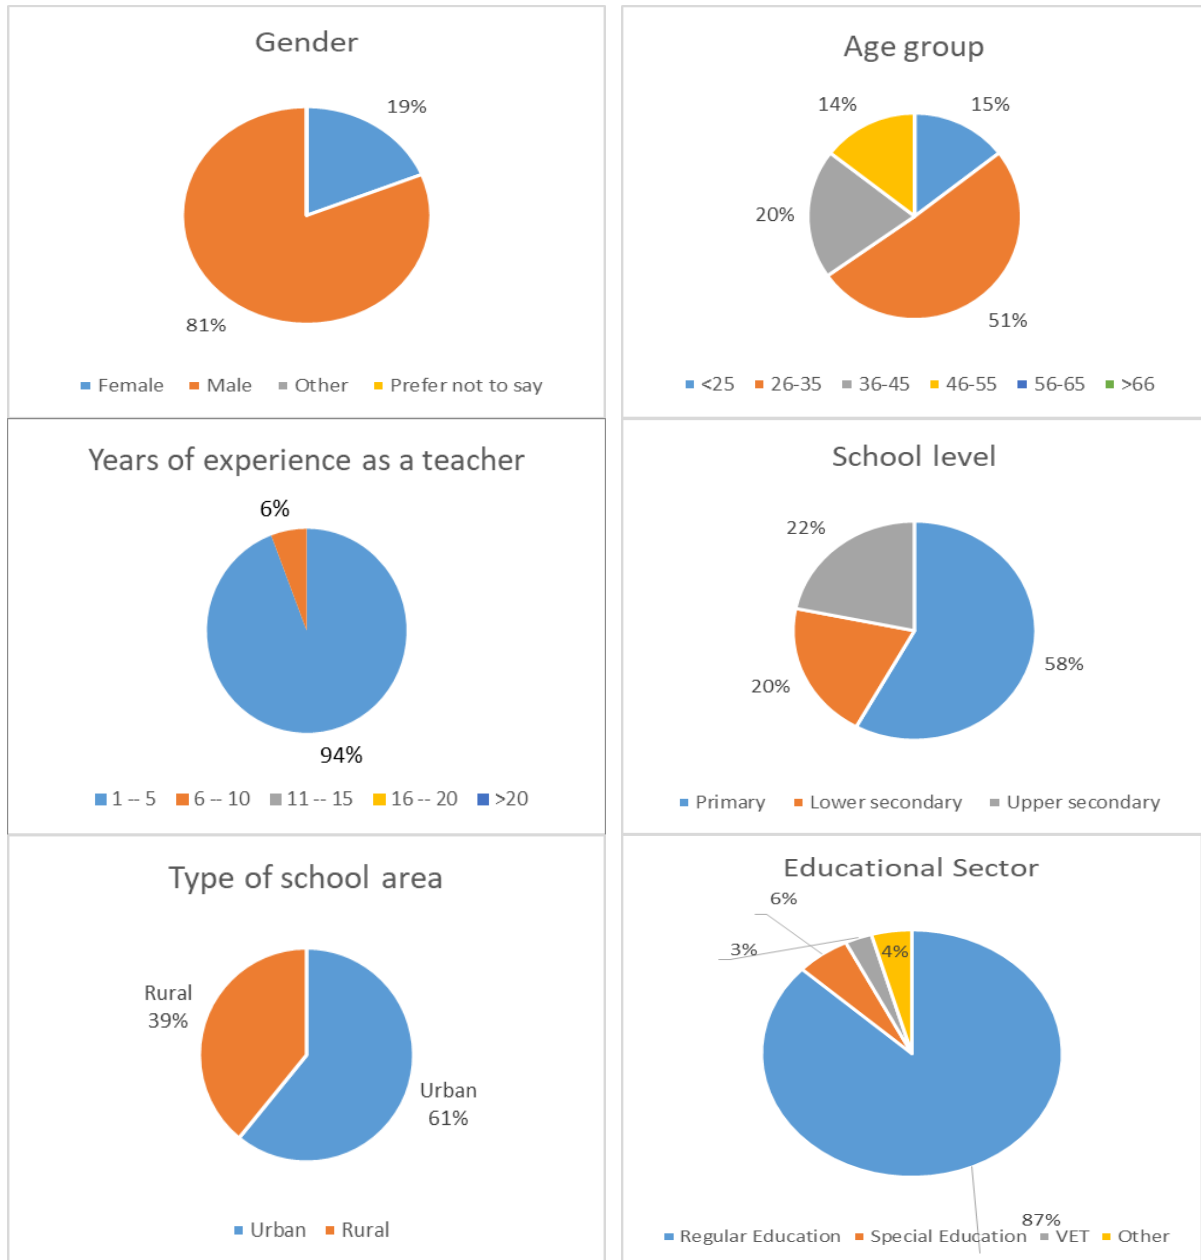 Gender
19%
81%
Female Male Other Prefer not to say
Age group
14%
15%
20%
51%
<25 26-35 36-45 46-55 56-65 >66
Years of experience as a teacher
6%
94%
1 -- 5 6 -- 10 11 -- 15 16 -- 20 >20
School level
22%
58%
20%
Primary Lower secondary Upper secondary
Type of school area
Rural
39%
Urban
61%
Urban Rural
Educational Sector
6%
3%
4%
87%
Regular Education Special Education VET Other